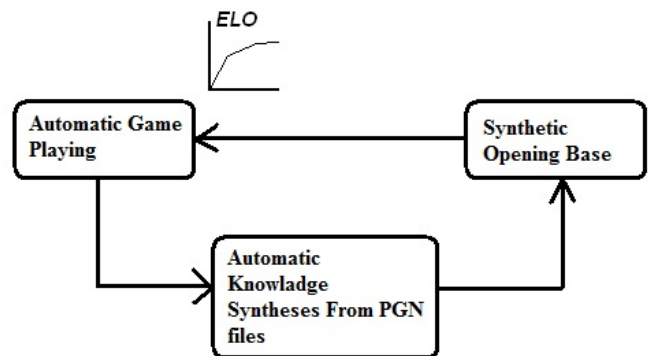 ELO
Automatic Game
Playing
Synthetic
Opening Base
Automatic
Knowladge
Syntheses From PGN
files